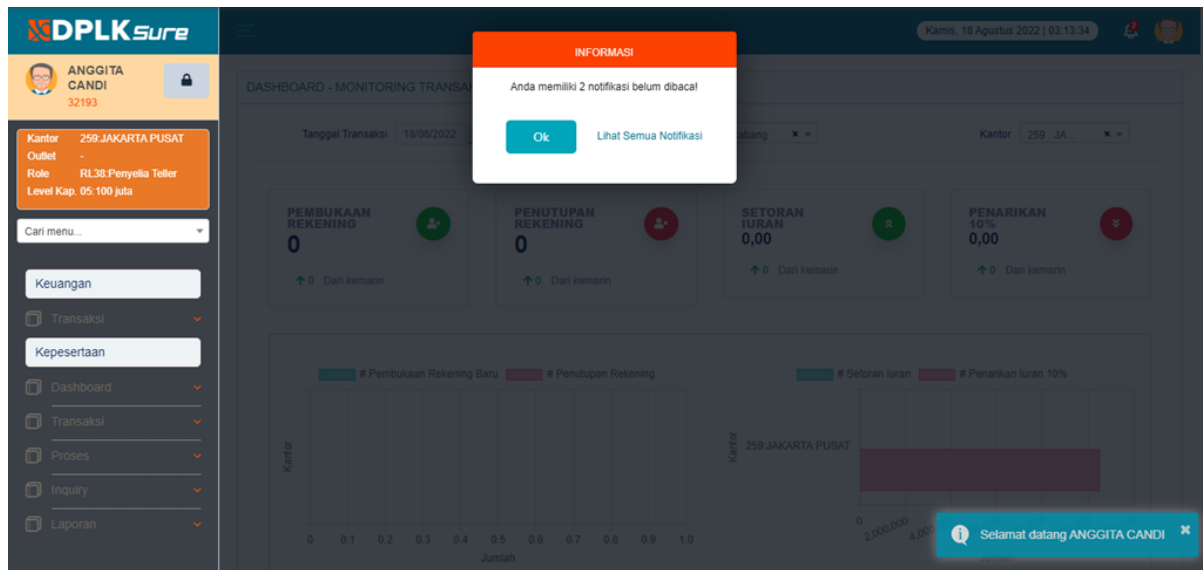 DPLKSure
Kamis, 18 Agustus 2022 | 03:13:34
2
ANGGITA
CANDI
32193
Kantor 259:JAKARTA PUSAT
Outlet -
Role RL38:Penyelia Teller
Level Kap. 05:100 juta
Cari menu...
Keuangan
Transaksi
Kepesertaan
Dashboard
Transaksi
Proses
Inquiry
Laporan
INFORMASI
Anda memiliki 2 notifikasi belum dibaca!
Ok Lihat Semua Notifikasi
DASHBOARD - MONITORING
Tanggal Transaksi 18/08/2022
Kantor 259 : JA...
PEMBUKAAN
REKENING
0
0 Dari kemarin
PENUTUPAN
REKENING
0
0 Dari kemarin
SETORAN
IURAN
0,00
0 Dari kemarin
PENARIKAN
10%
0,00
0 Dari kemarin
# Pembukaan Rekening Baru # Penutupan Rekening
Kantor
0 0.1 0.2 0.3 0.4 0.5 0.6 0.7 0.8 0.9 1.0
Jumlah
# Setoran Iuran # Penarikan Iuran 10%
Kantor
259:JAKARTA PUSAT
0 2,000,000
Selamat datang ANGGITA CANDI